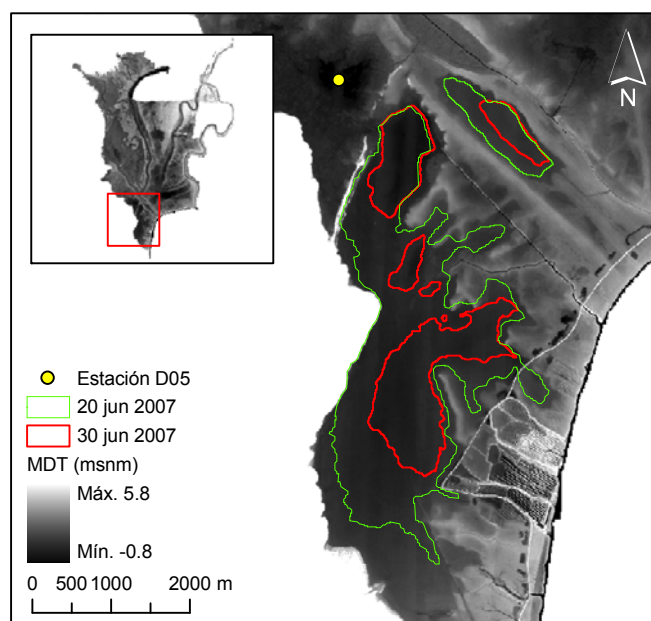 N
Estación D05
20 jun 2007
30 jun 2007
MDT (msnm)
Máx. 5.8
Mín. -0.8
0 500 1000 2000 m